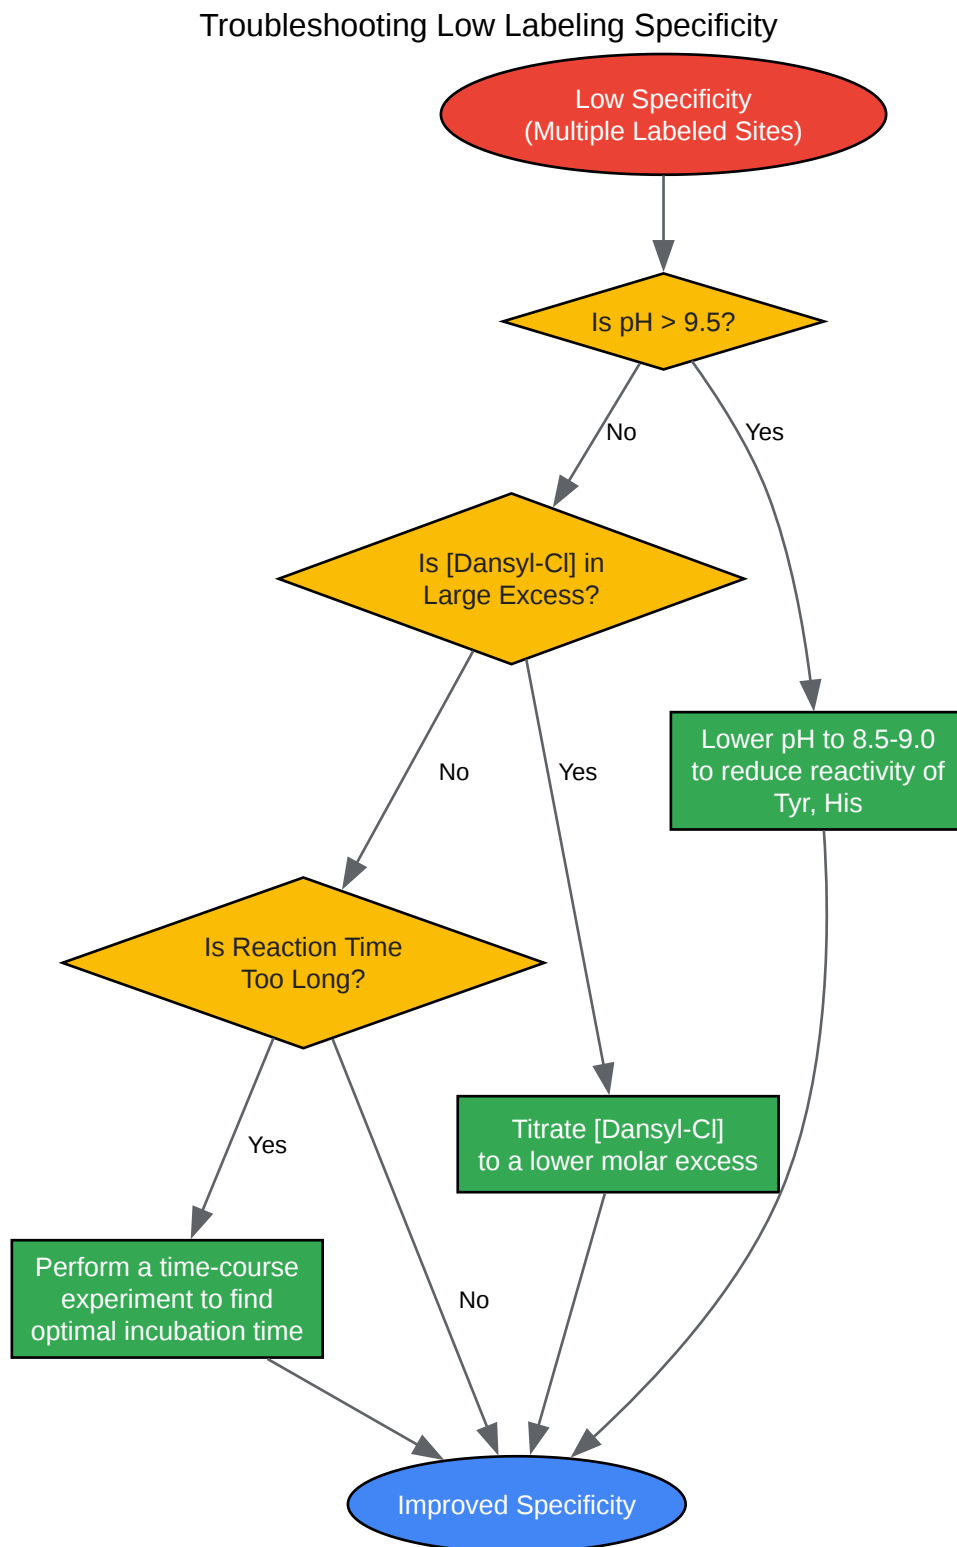 Troubleshooting Low Labeling Specificity
Low Specificity
(Multiple Labeled Sites)
Is pH > 9.5?
No
Yes
Is [Dansyl-Cl] in
Large Excess?
No
Yes
Lower pH to 8.5-9.0
to reduce reactivity of
Tyr, His
Is Reaction Time
Too Long?
Yes
No
Titrate [Dansyl-Cl]
to a lower molar excess
Perform a time-course
experiment to find
optimal incubation time
Improved Specificity